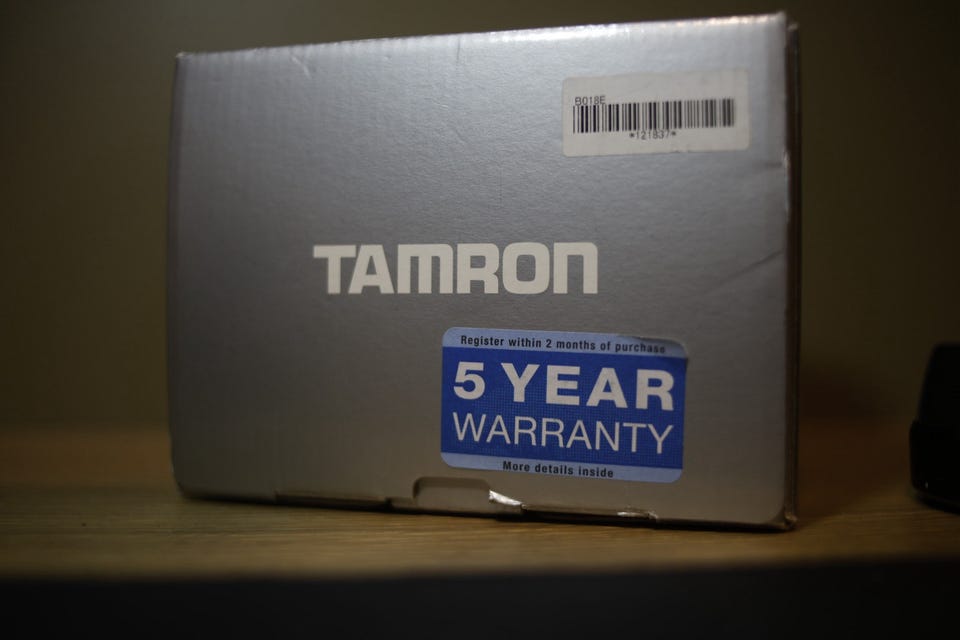 B018E
*121837*
TAMRON
Register within 2 months of purchase
5 YEAR
WARRANTY
More details inside